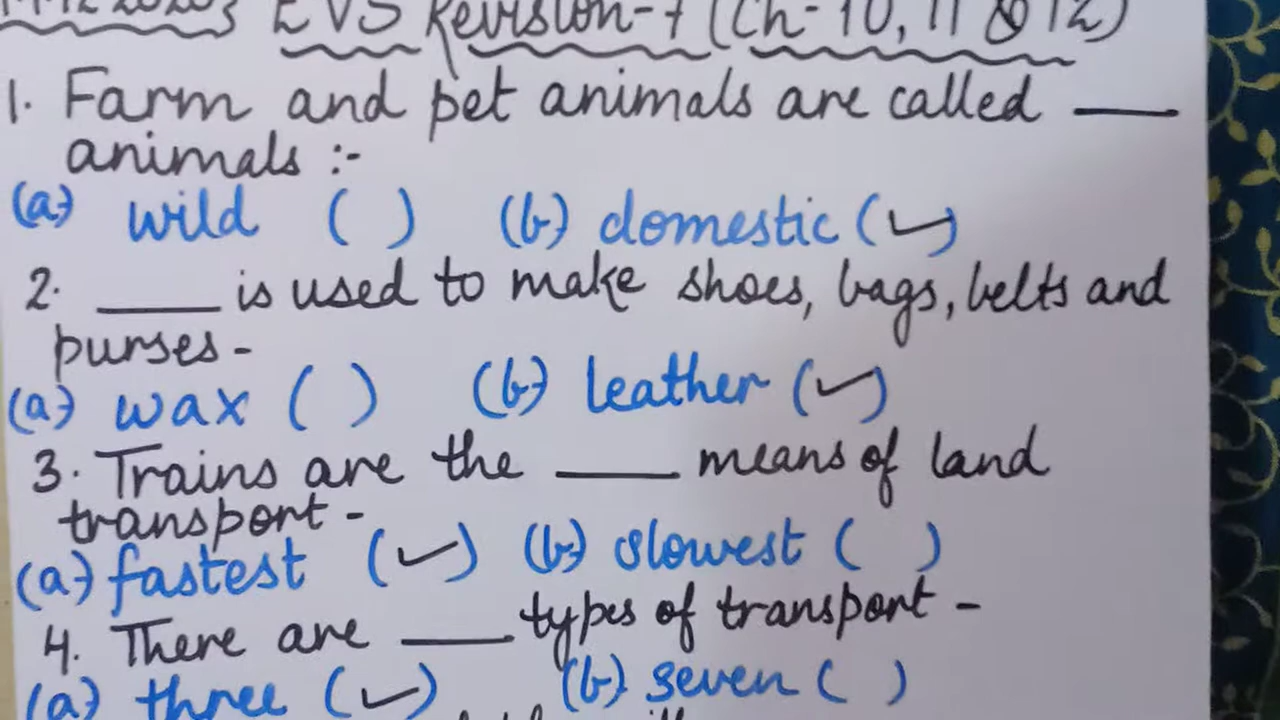 EVS Revision-7 (Ch-10, 11 & 12)
1. Farm and pet animals are called ____
animals :-
(a) wild ( ) (b) domestic (✓)
2. ____ is used to make shoes, bags, belts and
purses-
(a) wax ( ) (b) leather (✓)
3. Trains are the ____ means of land
transport-
(a) fastest (✓) (b) slowest ( )
4. There are ____ types of transport-
(a) three (✓) (b) seven ( )